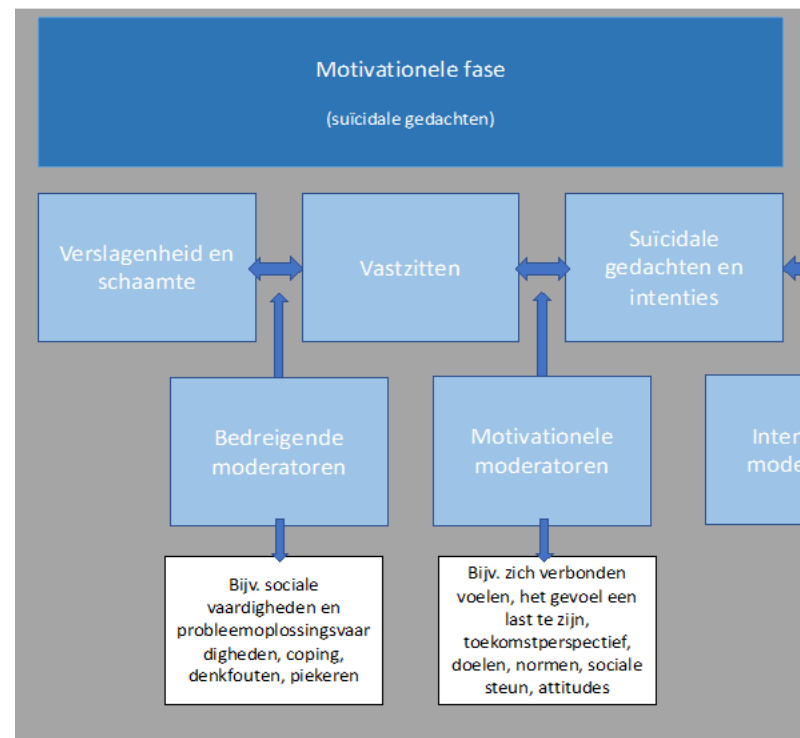 Motivationele fase
(suïcidale gedachten)
Verslagenheid en
schaamte
Vastzitten
Suïcidale
gedachten en
intenties
Bedreigende
moderatoren
Motivationele
moderatoren
Bijv. sociale
vaardigheden en
probleemoplossingsvaar
digheden, coping,
denkfouten, piekeren
Bijv. zich verbonden
voelen, het gevoel een
last te zijn,
toekomstperspectief,
doelen, normen, sociale
steun, attitudes